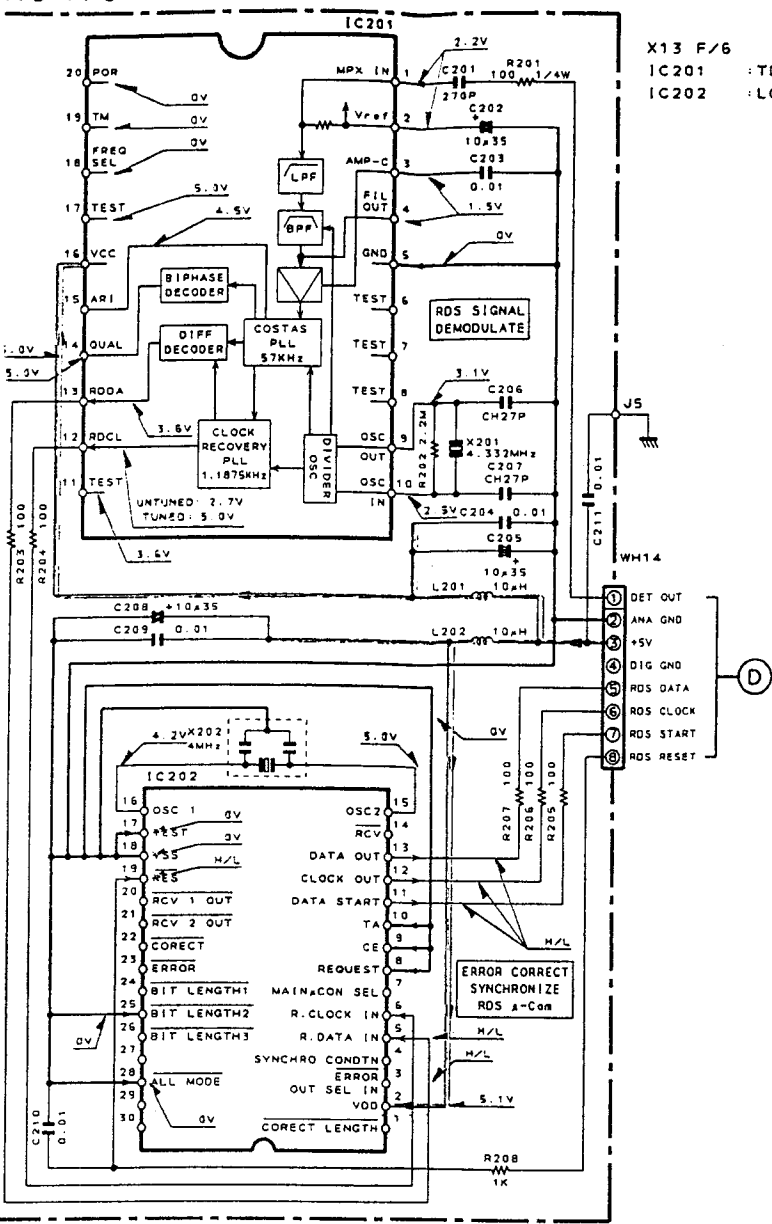 IC201
X13 F/6
IC201
IC202
20 POR
0V
19 TM
0V
18 FREQ SEL
0V
17 TEST
5.0V
4.5V
16 VCC
15 ARI
14 QUAL
5.0V
13 RDDA
3.6V
12 RDCL
UNTUNED: 2.7V
TUNED: 5.0V
11 TEST
3.6V
MPX IN 1
2.2V
C201
270P
R201
100 1/4W
Vref 2
C202
+
10μ35
AMP-C 3
C203
0.01
FIL OUT 4
1.5V
GND 5
0V
TEST 6
TEST 7
TEST 8
OSC OUT 9
OSC IN 10
LPF
BPF
BIPHASE DECODER
DIFF DECODER
COSTAS PLL 57KHz
CLOCK RECOVERY PLL 1.1875KHz
OSC DIVIDER
RDS SIGNAL DEMODULATE
3.1V
C206
CH27P
R202 2.2M
X201
4.332MHz
C207
CH27P
2.5V
C204 0.01
C205
+
10μ35
J5
C211 0.01
R203 100
R204 100
L201 10μH
L202 10μH
C208 +10μ35
C209 0.01
WH14
1 DET OUT
2 ANA GND
3 +5V
4 DIG GND
5 RDS DATA
6 RDS CLOCK
7 RDS START
8 RDS RESET
D
4.2V
X202
4MHz
5.0V
0V
R207 100
R206 100
R205 100
IC202
16 OSC 1
17 TEST
0V
18 VSS
0V
19 RES
H/L
20 RCV 1 OUT
21 RCV 2 OUT
22 CORECT
23 ERROR
24 BIT LENGTH1
25 BIT LENGTH2
0V
26 BIT LENGTH3
27
28 ALL MODE
29
0V
30
OSC2 15
RCV 14
DATA OUT 13
CLOCK OUT 12
DATA START 11
TA 10
CE 9
REQUEST 8
MAINμCON SEL 7
R.CLOCK IN 6
R.DATA IN 5
SYNCHRO CONDTN 4
ERROR OUT SEL IN 3
VDD 2
CORECT LENGTH 1
H/L
ERROR CORRECT
SYNCHRONIZE
RDS μ-Com
H/L
H/L
5.1V
C210
0.01
R208
1K